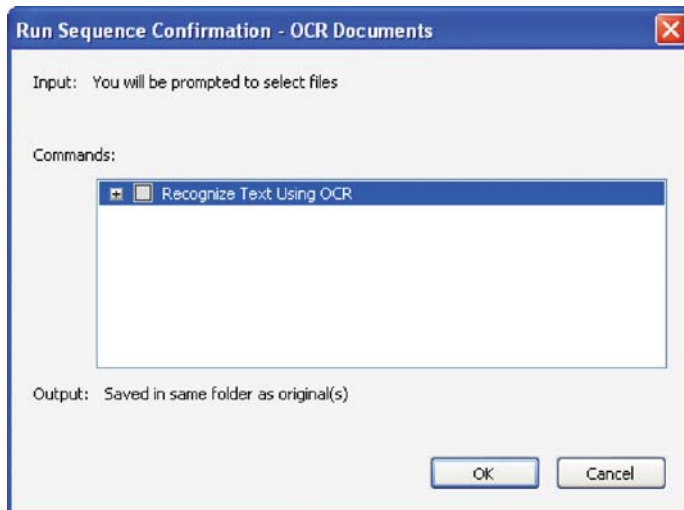 Run Sequence Confirmation - OCR Documents
Input: You will be prompted to select files
Commands:
Recognize Text Using OCR
Output: Saved in same folder as original(s)
OK Cancel